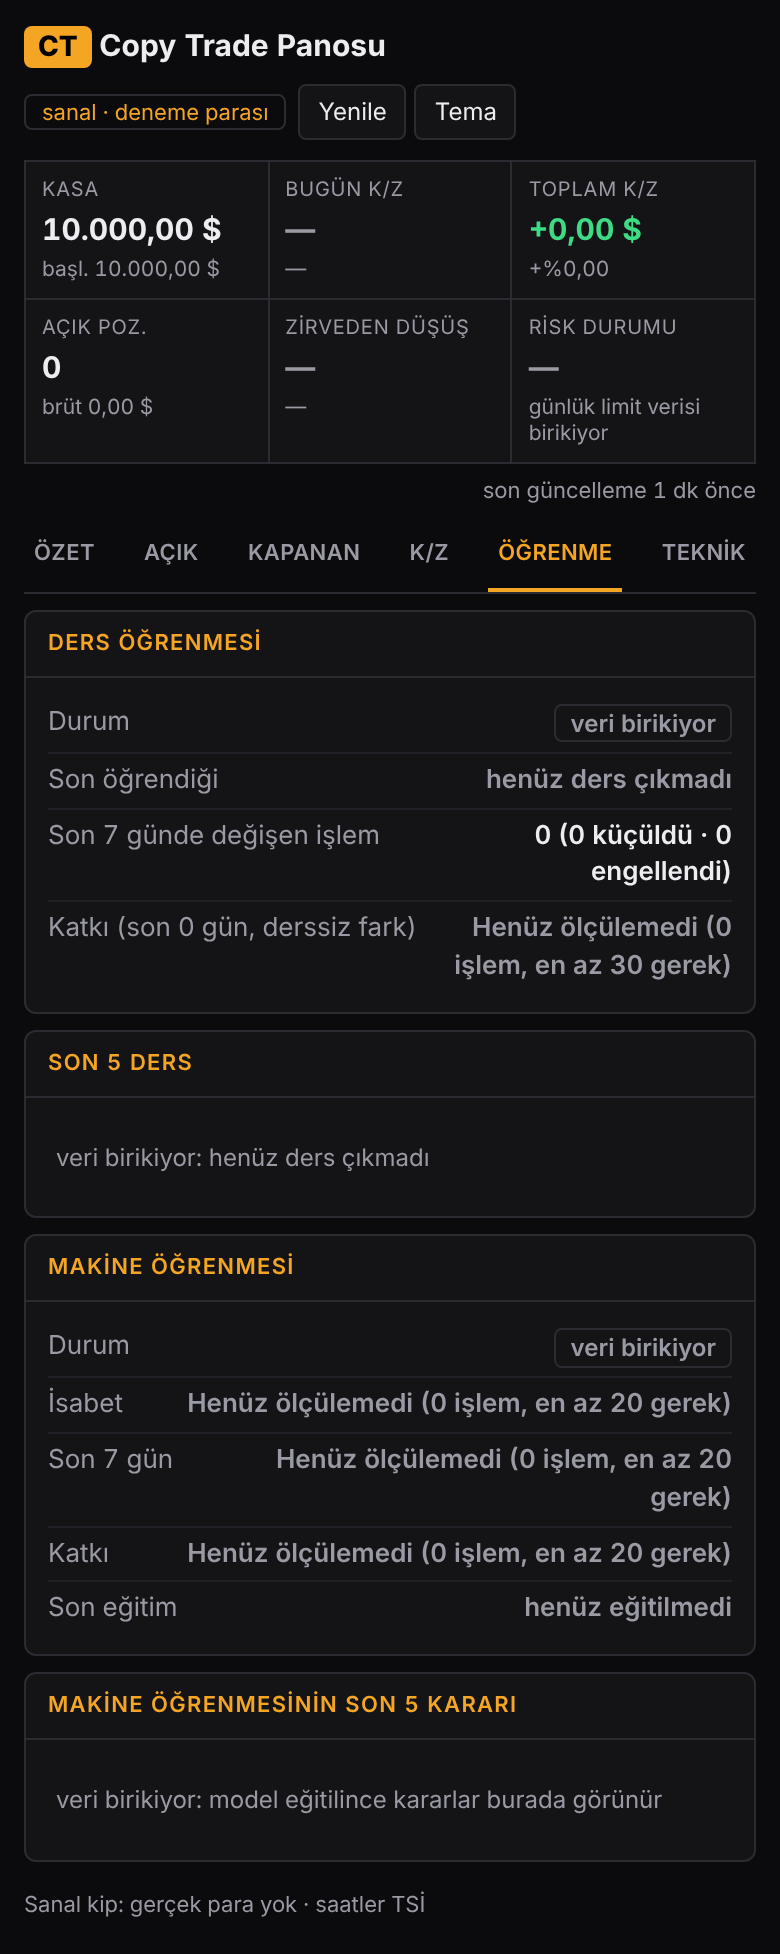 CT Copy Trade Panosu
sanal · deneme parası Yenile Tema
KASA BUGÜN K/Z TOPLAM K/Z
10.000,00 $ — +0,00 $
başl. 10.000,00 $ — +%0,00
AÇIK POZ. ZİRVEDEN DÜŞÜŞ RİSK DURUMU
0 — —
brüt 0,00 $ — günlük limit verisi
birikiyor
son güncelleme 1 dk önce
ÖZET AÇIK KAPANAN K/Z ÖĞRENME TEKNİK
DERS ÖĞRENMESİ
Durum veri birikiyor
Son öğrendiği henüz ders çıkmadı
Son 7 günde değişen işlem 0 (0 küçüldü · 0
engellendi)
Katkı (son 0 gün, derssiz fark) Henüz ölçülemedi (0
işlem, en az 30 gerek)
SON 5 DERS
veri birikiyor: henüz ders çıkmadı
MAKİNE ÖĞRENMESİ
Durum veri birikiyor
İsabet Henüz ölçülemedi (0 işlem, en az 20 gerek)
Son 7 gün Henüz ölçülemedi (0 işlem, en az 20
gerek)
Katkı Henüz ölçülemedi (0 işlem, en az 20 gerek)
Son eğitim henüz eğitilmedi
MAKİNE ÖĞRENMESİNİN SON 5 KARARI
veri birikiyor: model eğitilince kararlar burada görünür
Sanal kip: gerçek para yok · saatler TSİ